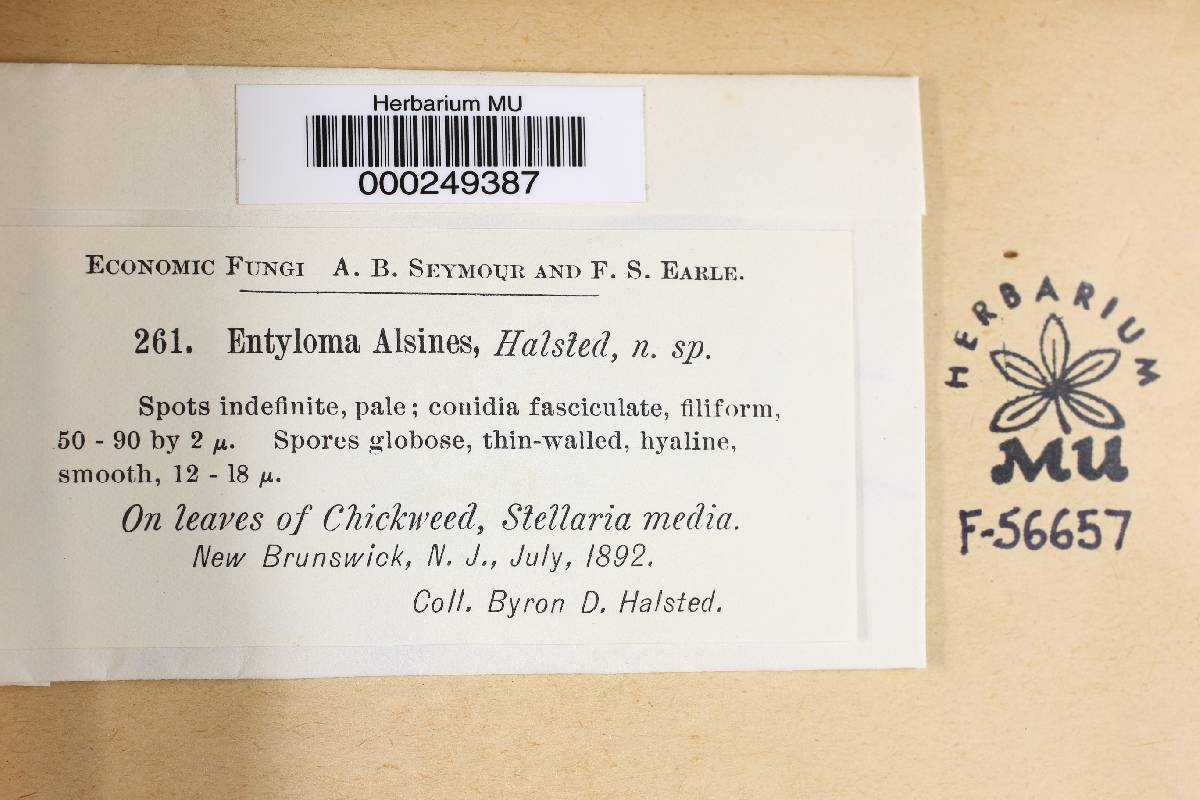 Herbarium MU
000249387
ECONOMIC FUNGI A. B. SEYMOUR AND F. S. EARLE.
261. Entyloma Alsines, Halsted, n. sp.
Spots indefinite, pale; conidia fasciculate, filiform,
50 - 90 by 2 µ. Spores globose, thin-walled, hyaline,
smooth, 12 - 18 µ.
On leaves of Chickweed, Stellaria media.
New Brunswick, N. J., July, 1892.
Coll. Byron D. Halsted.
HERBARIUM
MU
F-56657